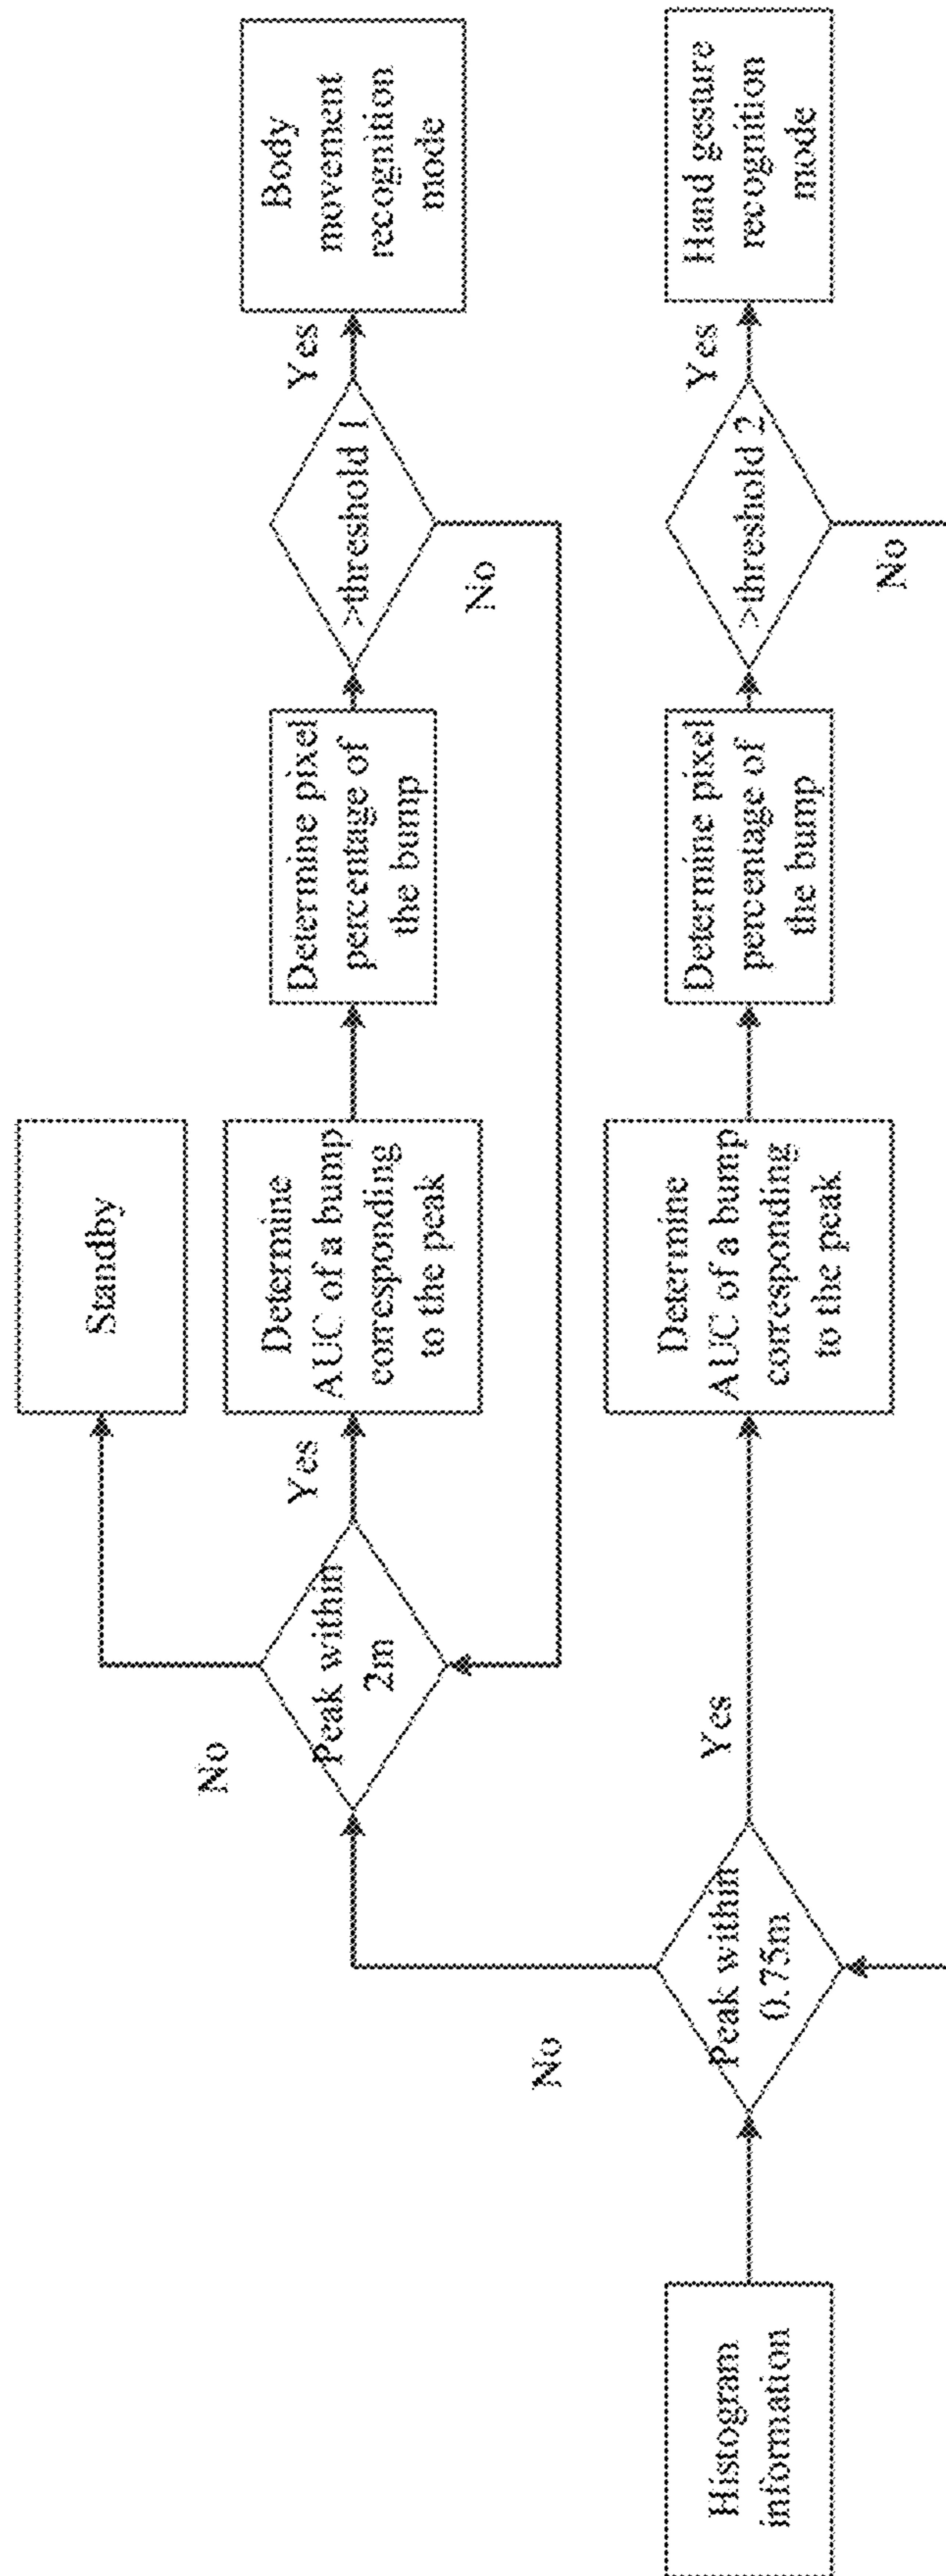 Histogram
information
Peak within
0.75m
No
Yes
Peak within
2m
No
Yes
Standby
Determine
AUC of a bump
corresponding
to the peak
Determine pixel
percentage of
the bump
>threshold 1
Yes
No
Body
movement
recognition
mode
Determine
AUC of a bump
corresponding
to the peak
Determine pixel
percentage of
the bump
>threshold 2
Yes
No
Hand gesture
recognition
mode